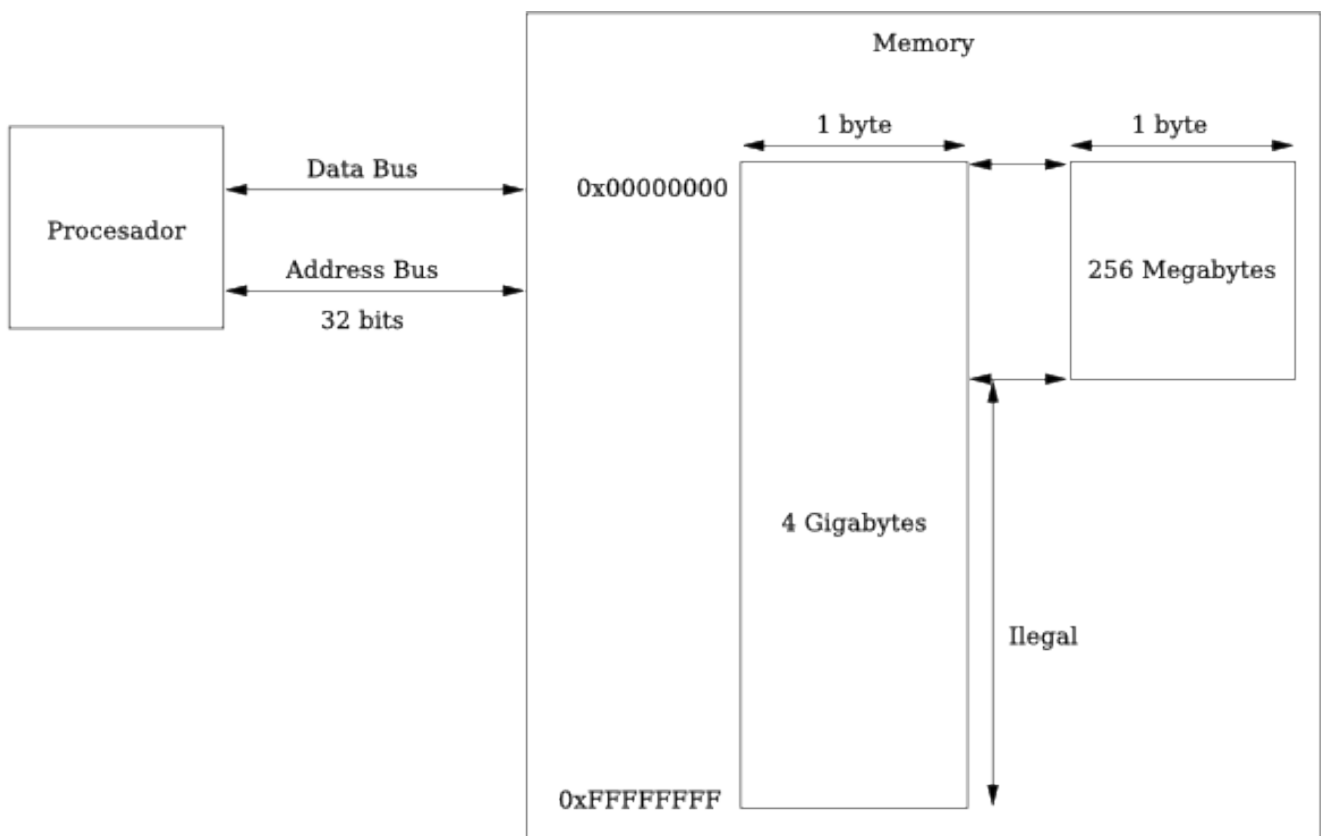 Memory
1 byte
1 byte
Data Bus
0x00000000
Procesador
Address Bus
256 Megabytes
32 bits
4 Gigabytes
Ilegal
0xFFFFFFFF